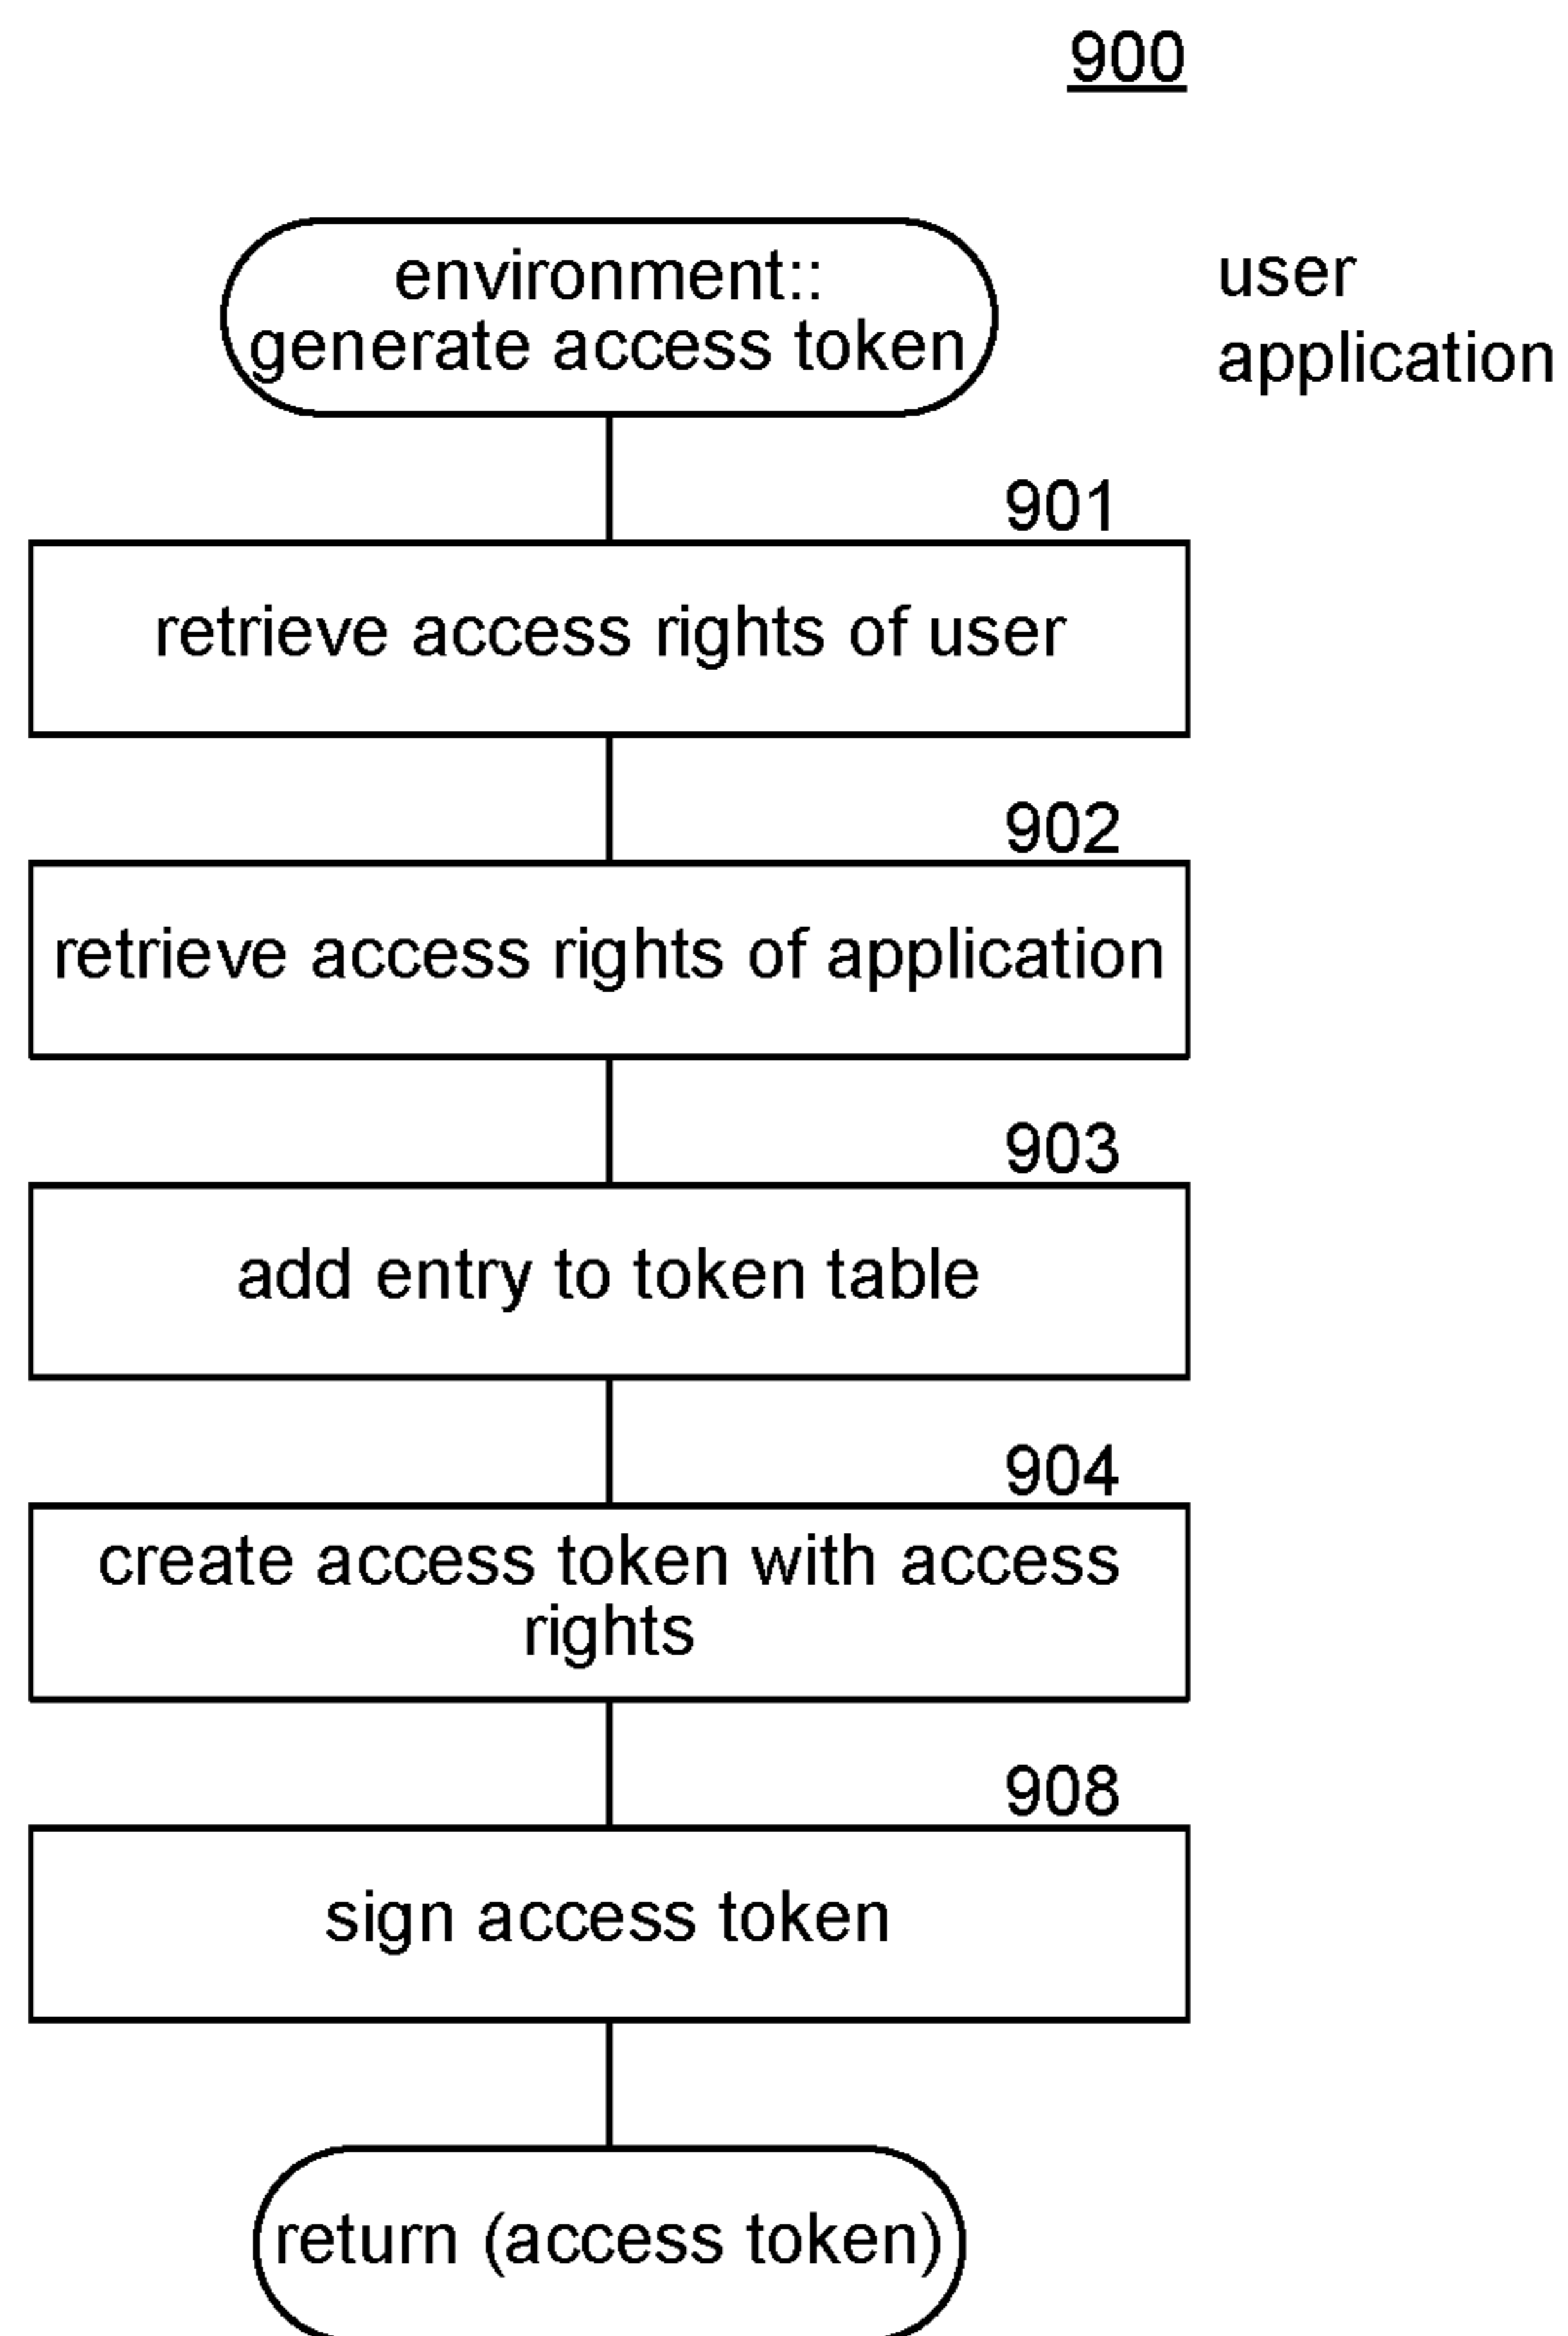 900
environment::
generate access token
user
application
901
retrieve access rights of user
902
retrieve access rights of application
903
add entry to token table
904
create access token with access
rights
908
sign access token
return (access token)